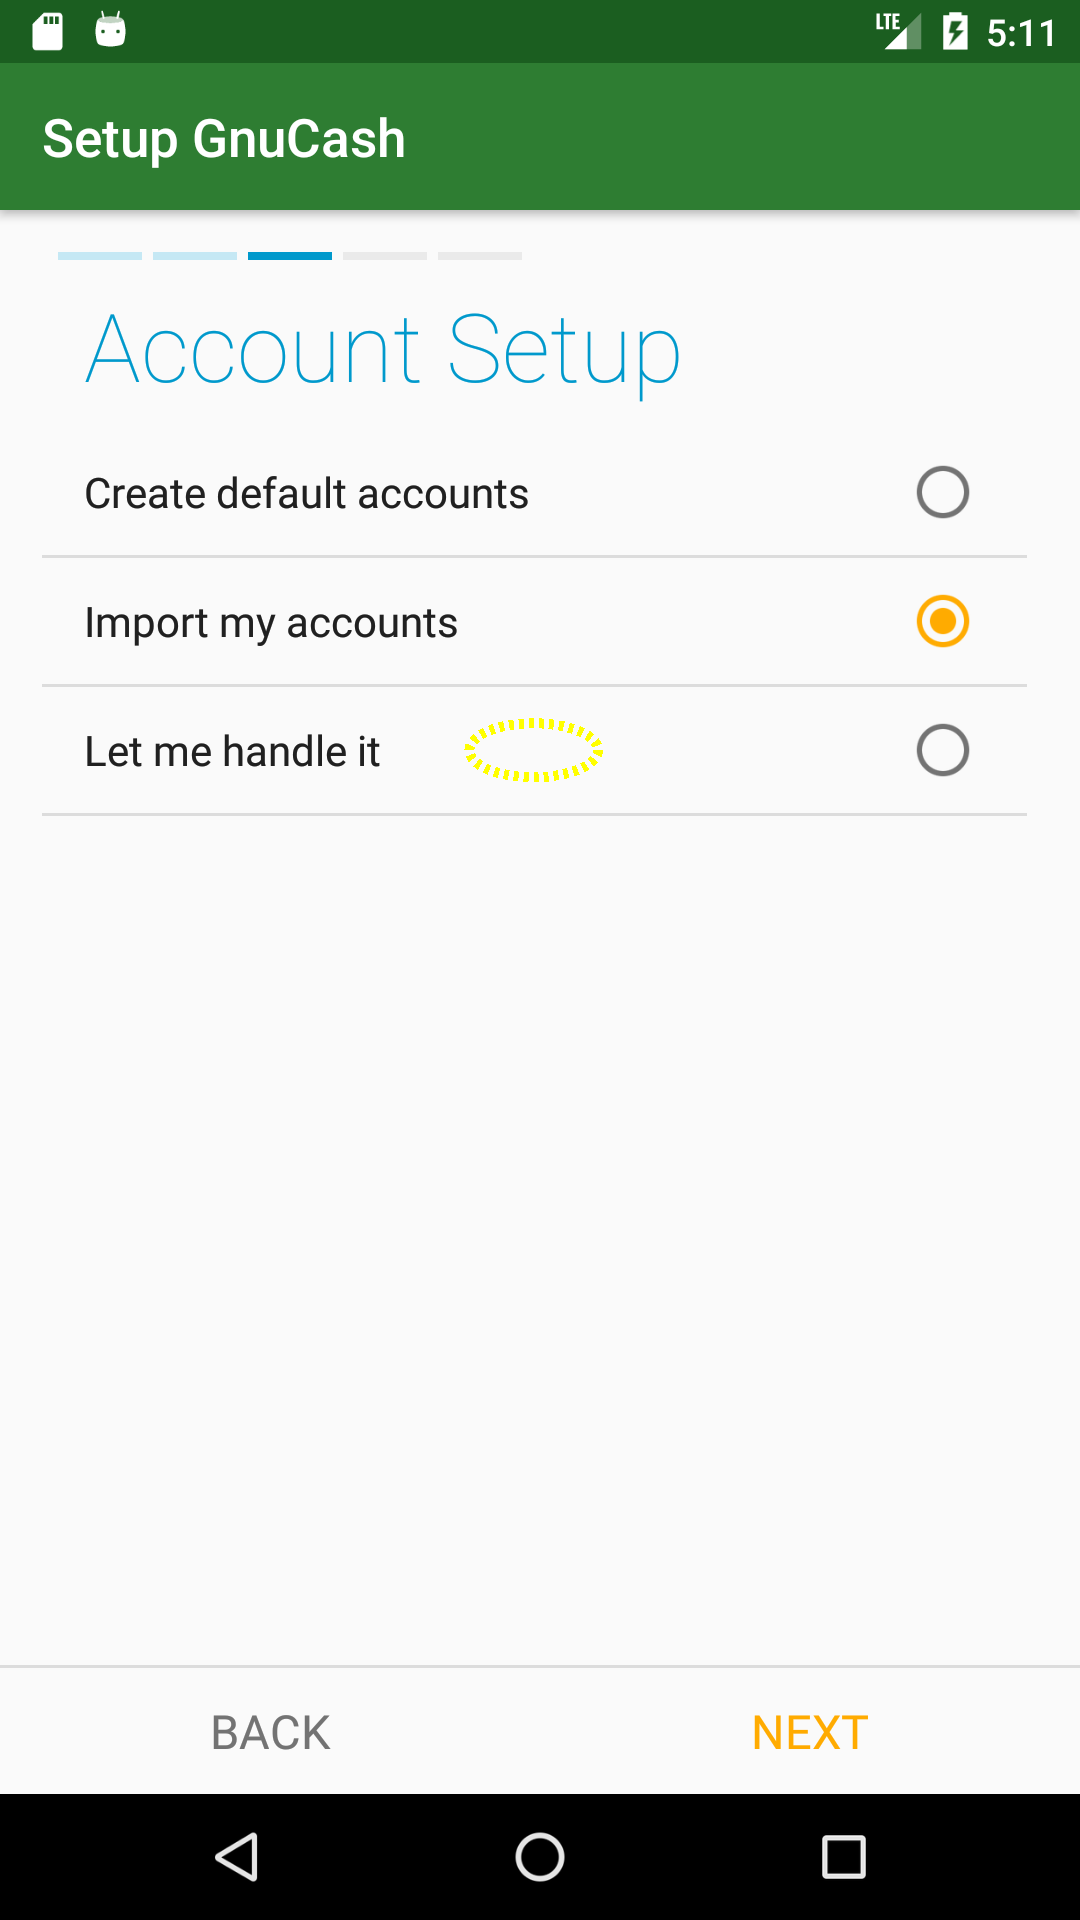 LTE 5:11
Setup GnuCash
Account Setup
Create default accounts
Import my accounts
Let me handle it
BACK NEXT